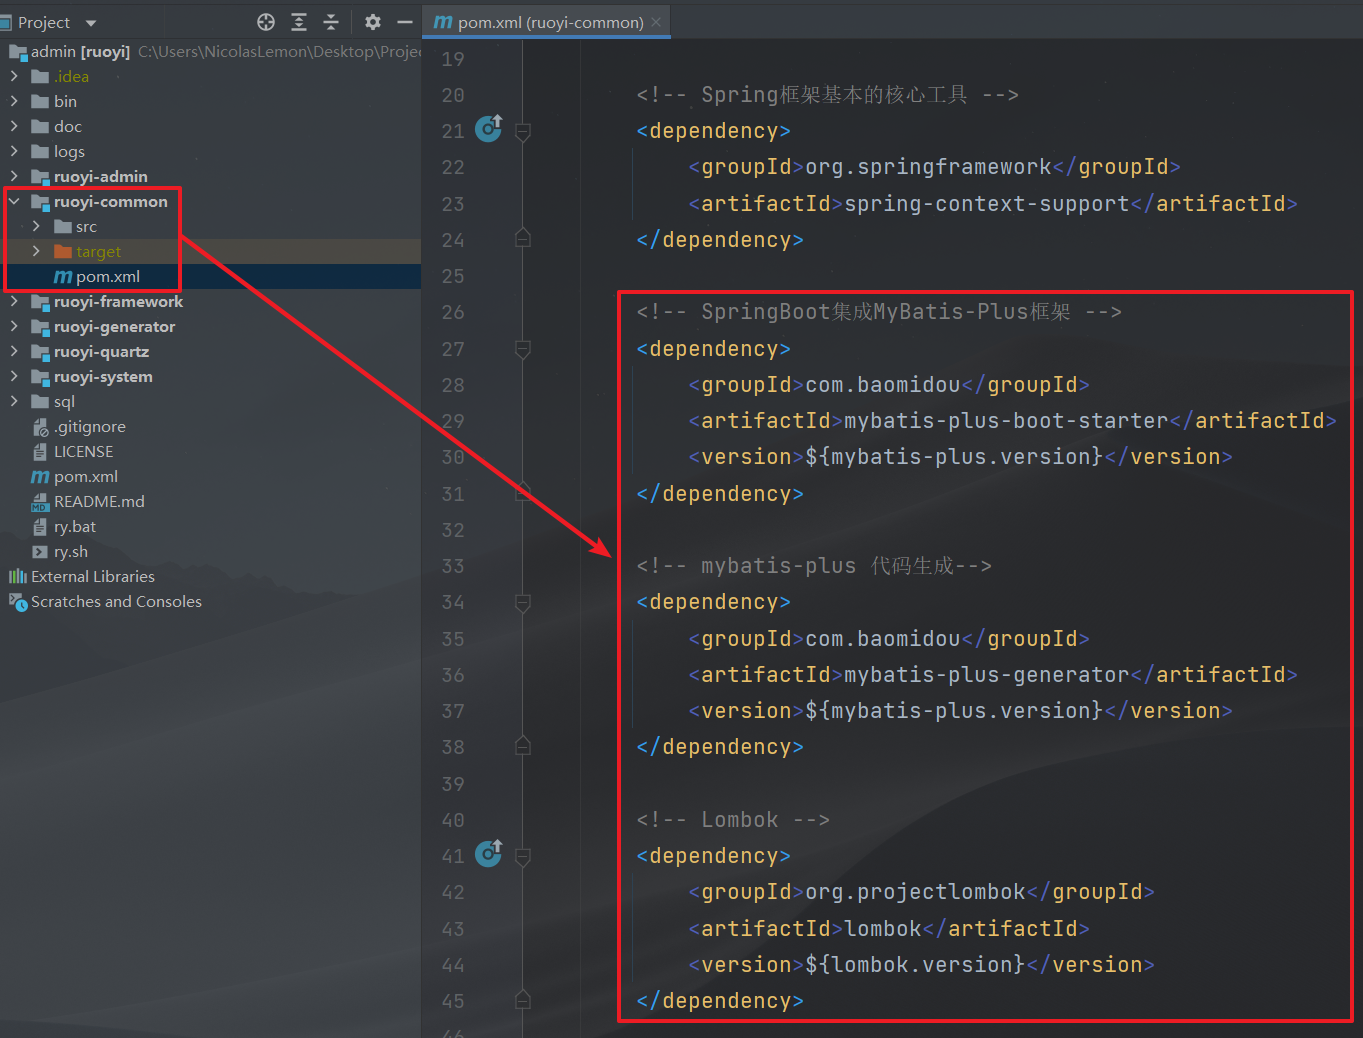 Project
pom.xml (ruoyi-common)
admin [ruoyi] C:\Users\NicolasLemon\Desktop\Proje
.idea
bin
doc
logs
ruoyi-admin
ruoyi-common
src
target
pom.xml
ruoyi-framework
ruoyi-generator
ruoyi-quartz
ruoyi-system
sql
.gitignore
LICENSE
pom.xml
README.md
ry.bat
ry.sh
External Libraries
Scratches and Consoles
19
20 <!-- Spring框架基本的核心工具 -->
21 <dependency>
22 <groupId>org.springframework</groupId>
23 <artifactId>spring-context-support</artifactId>
24 </dependency>
25
26 <!-- SpringBoot集成MyBatis-Plus框架 -->
27 <dependency>
28 <groupId>com.baomidou</groupId>
29 <artifactId>mybatis-plus-boot-starter</artifactId>
30 <version>${mybatis-plus.version}</version>
31 </dependency>
32
33 <!-- mybatis-plus 代码生成-->
34 <dependency>
35 <groupId>com.baomidou</groupId>
36 <artifactId>mybatis-plus-generator</artifactId>
37 <version>${mybatis-plus.version}</version>
38 </dependency>
39
40 <!-- Lombok -->
41 <dependency>
42 <groupId>org.projectlombok</groupId>
43 <artifactId>lombok</artifactId>
44 <version>${lombok.version}</version>
45 </dependency>
46